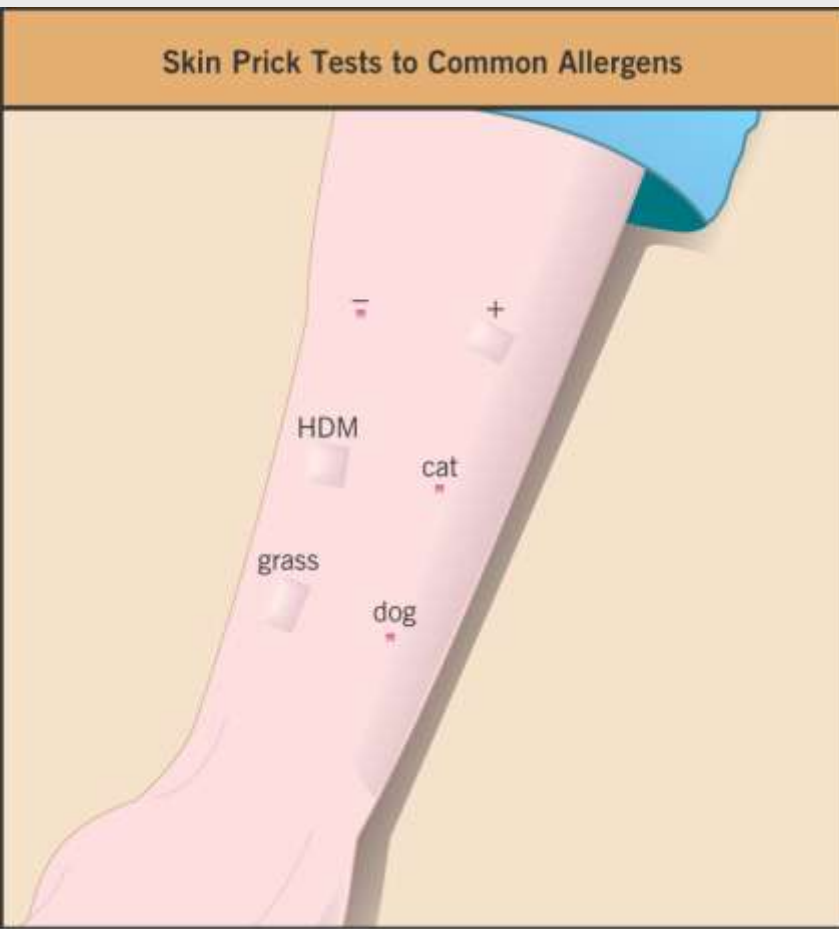 Skin Prick Tests to Common Allergens
– +
HDM
cat
grass
dog